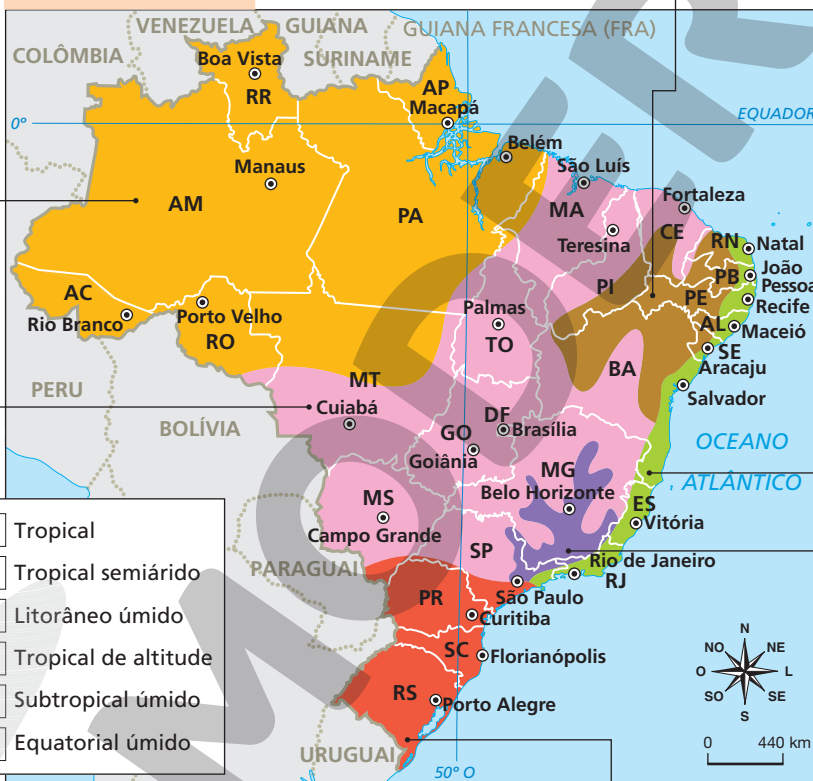 VENEZUELA
GUIANA
GUIANA FRANCESA (FRA)
COLÔMBIA
SURINAME
Boa Vista
RR
AP
Macapá
0°
EQUADOR
Belém
Manaus
São Luís
AM
PA
MA
Fortaleza
CE
Teresina
RN
Natal
PI
PB
João
Pessoa
AC
Porto Velho
Palmas
PE
Recife
Rio Branco
RO
TO
AL
Maceió
SE
Aracaju
PERU
MT
BA
Salvador
Cuiabá
DF
Brasília
BOLÍVIA
GO
Goiânia
OCEANO
ATLÂNTICO
MG
Belo Horizonte
MS
Campo Grande
ES
Vitória
SP
Rio de Janeiro
RJ
PARAGUAI
São Paulo
PR
Curitiba
SC
Florianópolis
RS
Porto Alegre
URUGUAI
50° O
Tropical
Tropical semiárido
Litorâneo úmido
Tropical de altitude
Subtropical úmido
Equatorial úmido
N
NO
NE
O
L
SO
SE
S
0
440 km